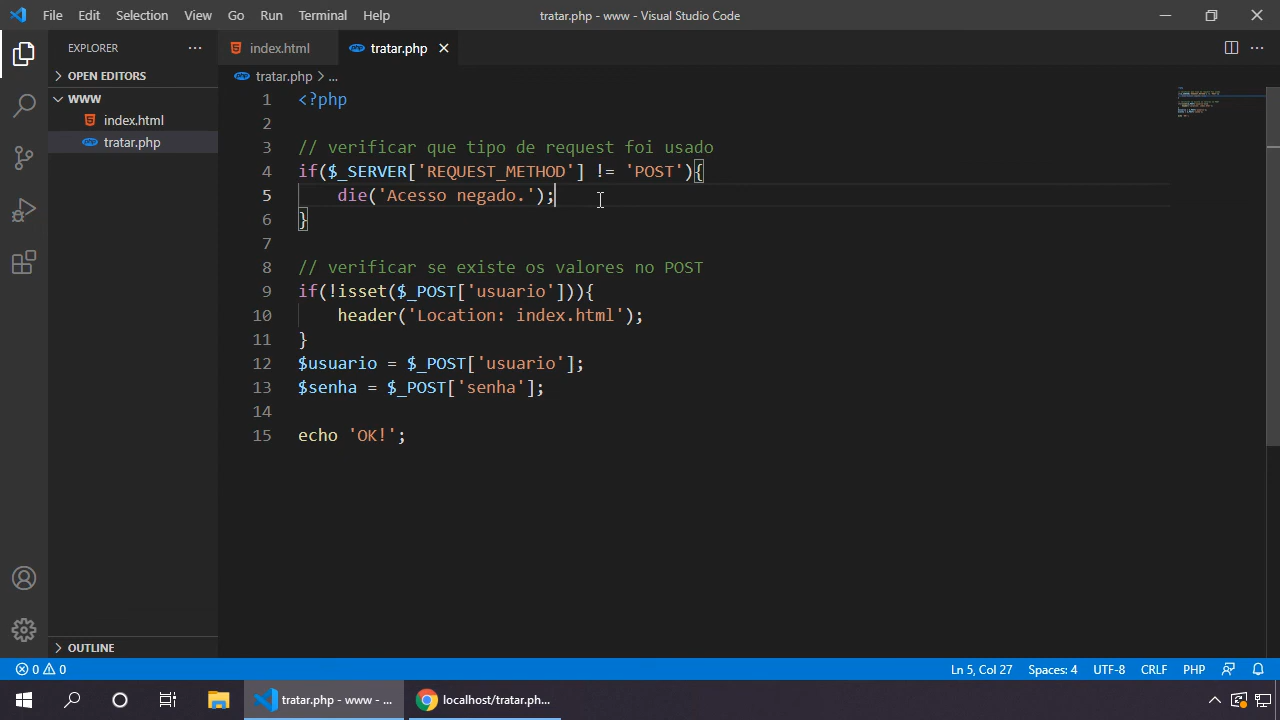 File Edit Selection View Go Run Terminal Help
tratar.php - www - Visual Studio Code
EXPLORER ...
index.html
tratar.php
OPEN EDITORS
WWW
index.html
tratar.php
OUTLINE
tratar.php > ...
1 <?php
2
3 // verificar que tipo de request foi usado
4 if($_SERVER['REQUEST_METHOD'] != 'POST'){
5 die('Acesso negado.');
6 }
7
8 // verificar se existe os valores no POST
9 if(!isset($_POST['usuario'])){
10 header('Location: index.html');
11 }
12 $usuario = $_POST['usuario'];
13 $senha = $_POST['senha'];
14
15 echo 'OK!';
0 0
Ln 5, Col 27 Spaces: 4 UTF-8 CRLF PHP
tratar.php - www - ...
localhost/tratar.ph...